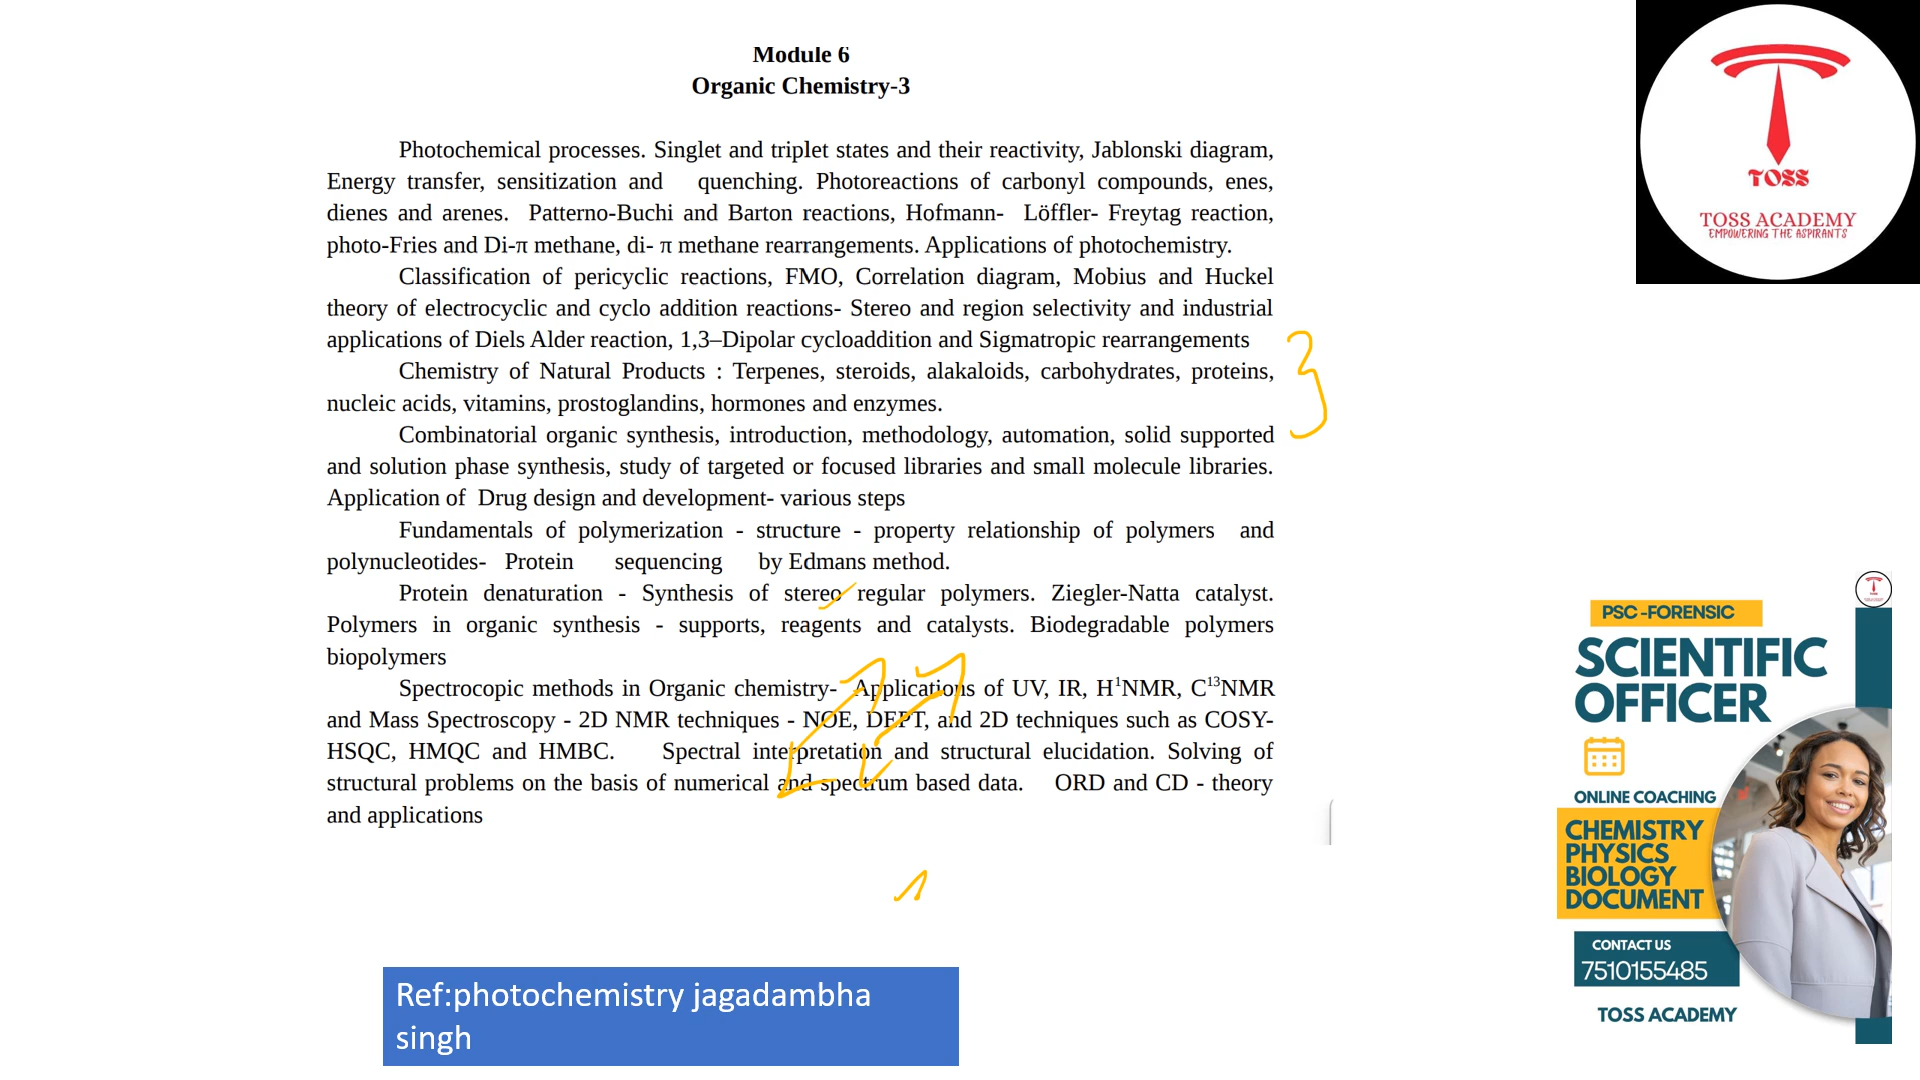 Module 6
Organic Chemistry-3
Photochemical processes. Singlet and triplet states and their reactivity, Jablonski diagram,
Energy transfer, sensitization and quenching. Photoreactions of carbonyl compounds, enes,
dienes and arenes. Patterno-Buchi and Barton reactions, Hofmann- Löffler- Freytag reaction,
photo-Fries and Di-π methane, di- π methane rearrangements. Applications of photochemistry.
Classification of pericyclic reactions, FMO, Correlation diagram, Mobius and Huckel
theory of electrocyclic and cyclo addition reactions- Stereo and region selectivity and industrial
applications of Diels Alder reaction, 1,3–Dipolar cycloaddition and Sigmatropic rearrangements
Chemistry of Natural Products : Terpenes, steroids, alakaloids, carbohydrates, proteins,
nucleic acids, vitamins, prostoglandins, hormones and enzymes.
Combinatorial organic synthesis, introduction, methodology, automation, solid supported
and solution phase synthesis, study of targeted or focused libraries and small molecule libraries.
Application of Drug design and development- various steps
Fundamentals of polymerization - structure - property relationship of polymers and
polynucleotides- Protein sequencing by Edmans method.
Protein denaturation - Synthesis of stereo regular polymers. Ziegler-Natta catalyst.
Polymers in organic synthesis - supports, reagents and catalysts. Biodegradable polymers
biopolymers
Spectrocopic methods in Organic chemistry- Applications of UV, IR, H¹NMR, C¹³NMR
and Mass Spectroscopy - 2D NMR techniques - NOE, DEPT, and 2D techniques such as COSY-
HSQC, HMQC and HMBC. Spectral interpretation and structural elucidation. Solving of
structural problems on the basis of numerical and spectrum based data. ORD and CD - theory
and applications
Ref:photochemistry jagadambha
singh
TOSS
TOSS ACADEMY
EMPOWERING THE ASPIRANTS
PSC -FORENSIC
SCIENTIFIC
OFFICER
ONLINE COACHING
CHEMISTRY
PHYSICS
BIOLOGY
DOCUMENT
CONTACT US
7510155485
TOSS ACADEMY